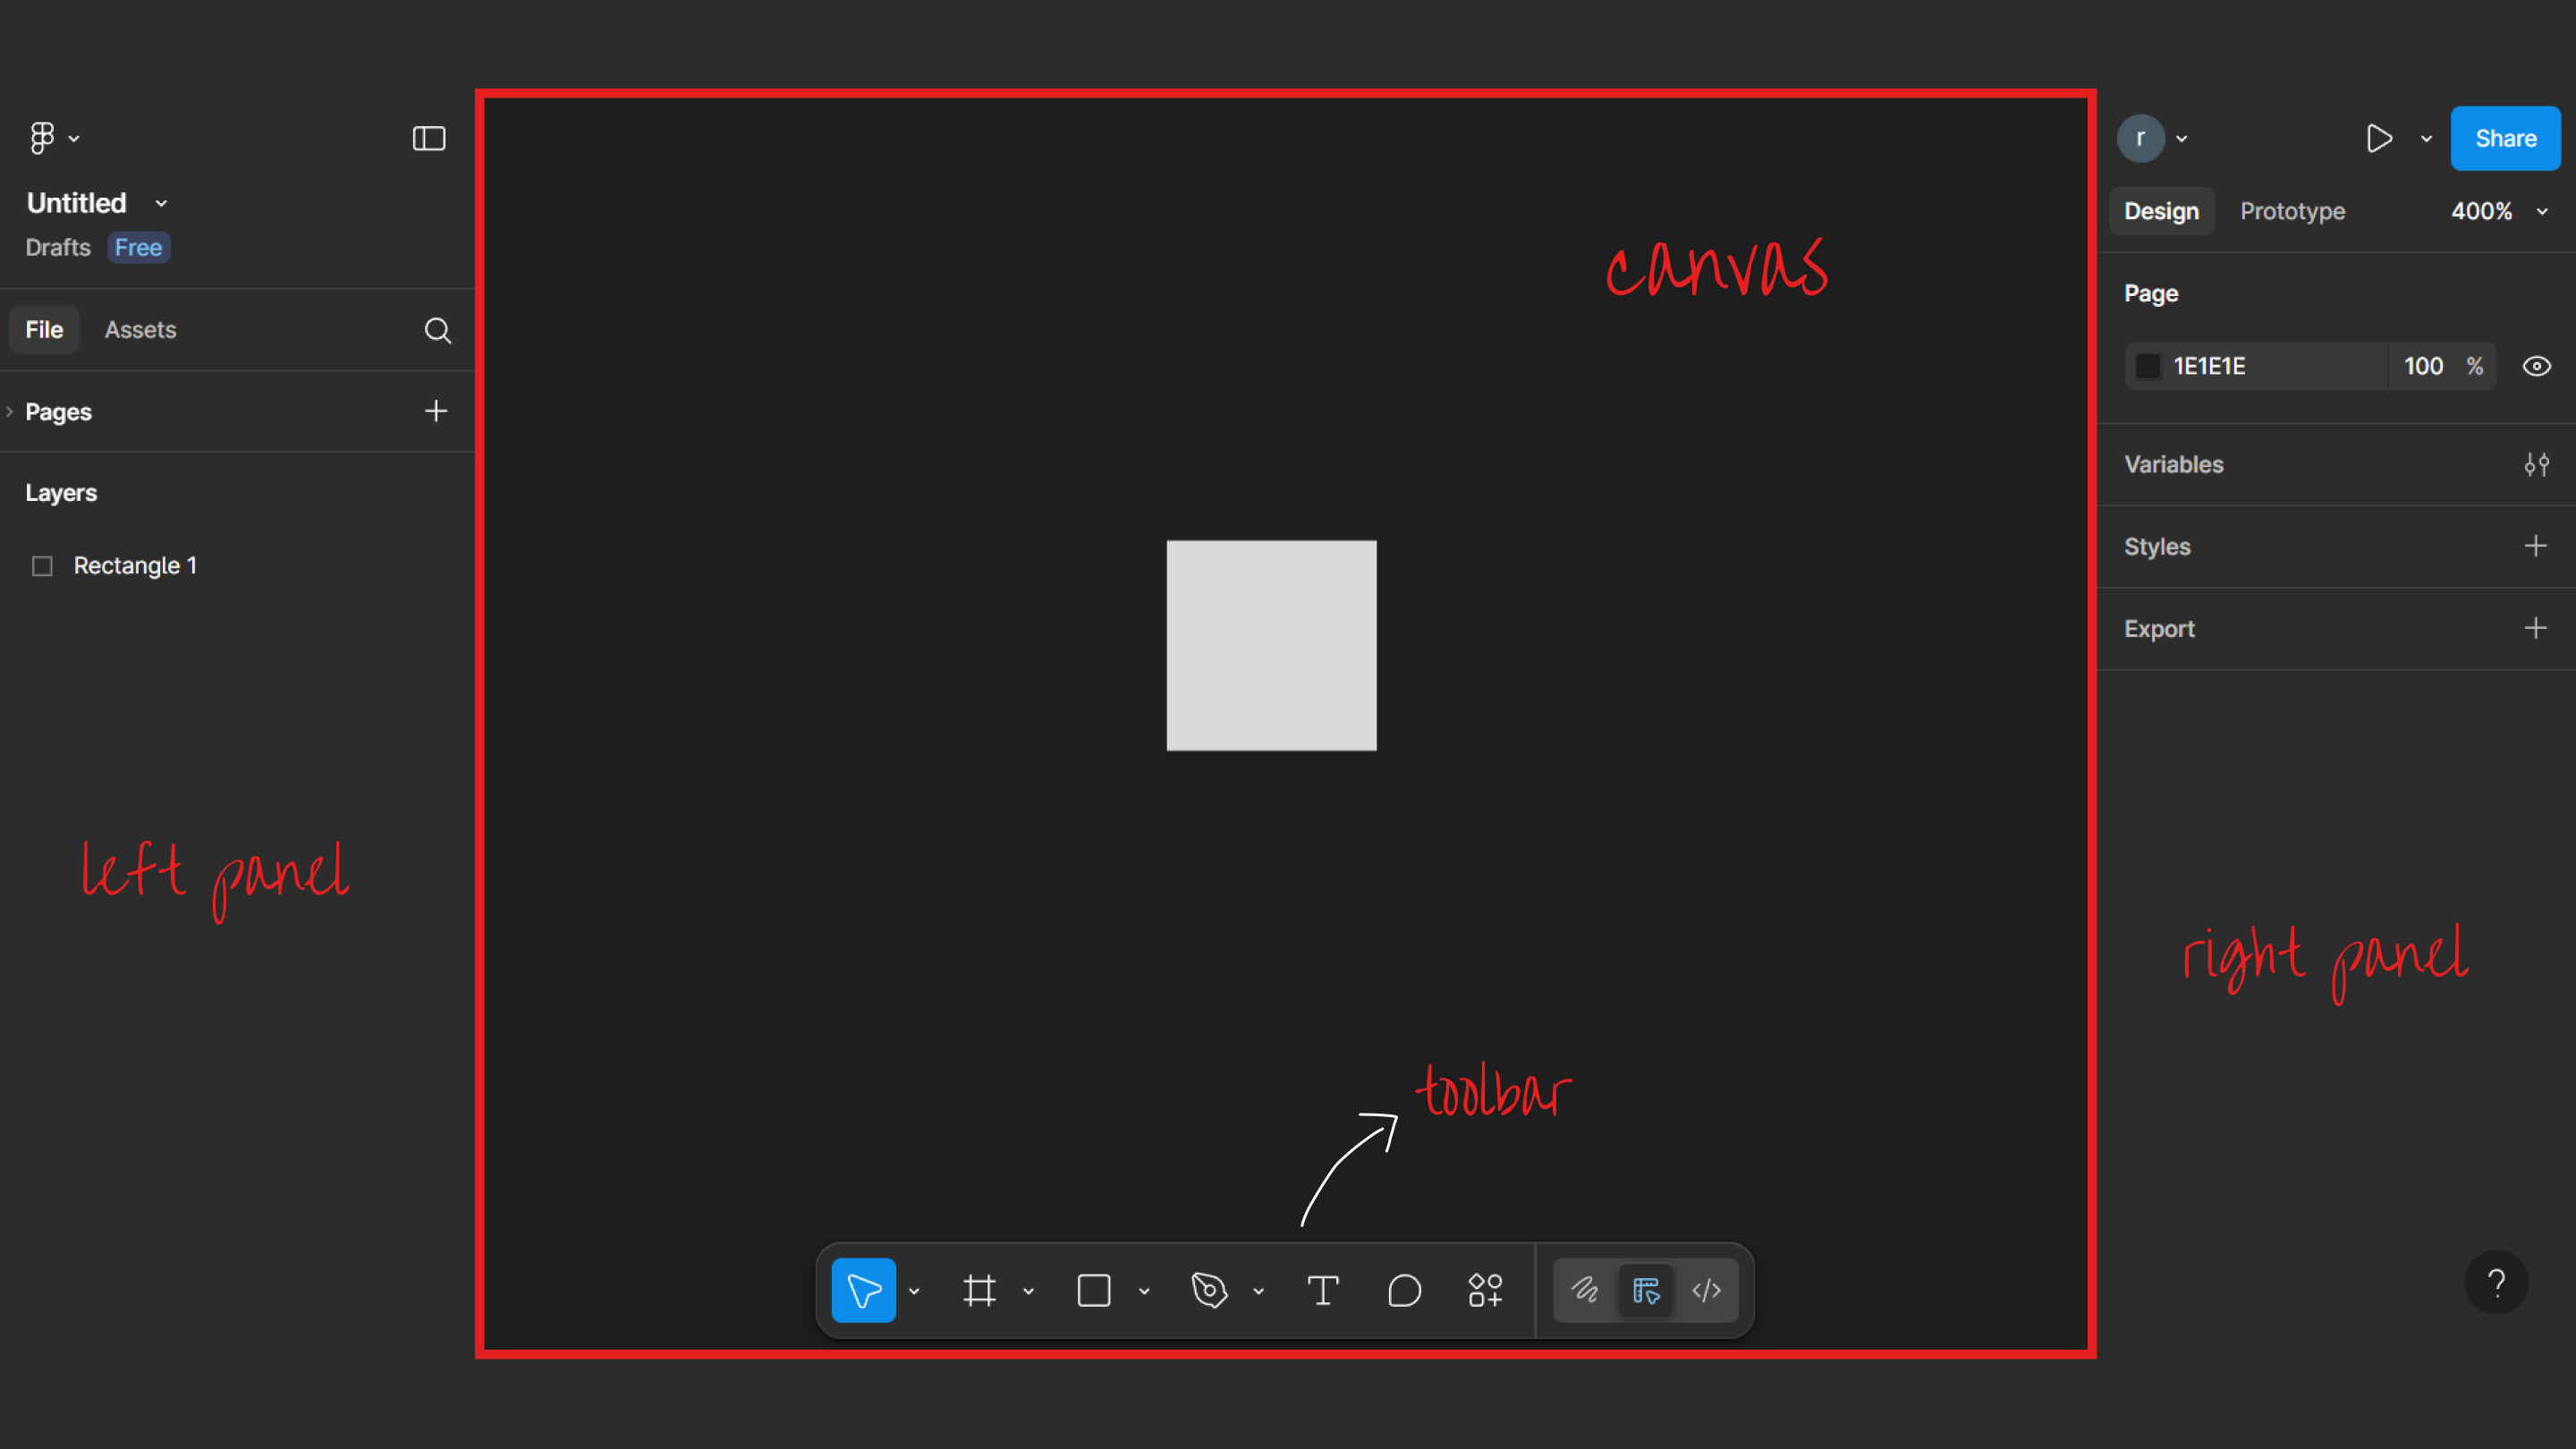 Untitled
Drafts Free
File Assets
Pages
Layers
Rectangle 1
left panel
canvas
toolbar
r
Share
Design Prototype 400%
Page
1E1E1E 100 %
Variables
Styles
Export
right panel
?